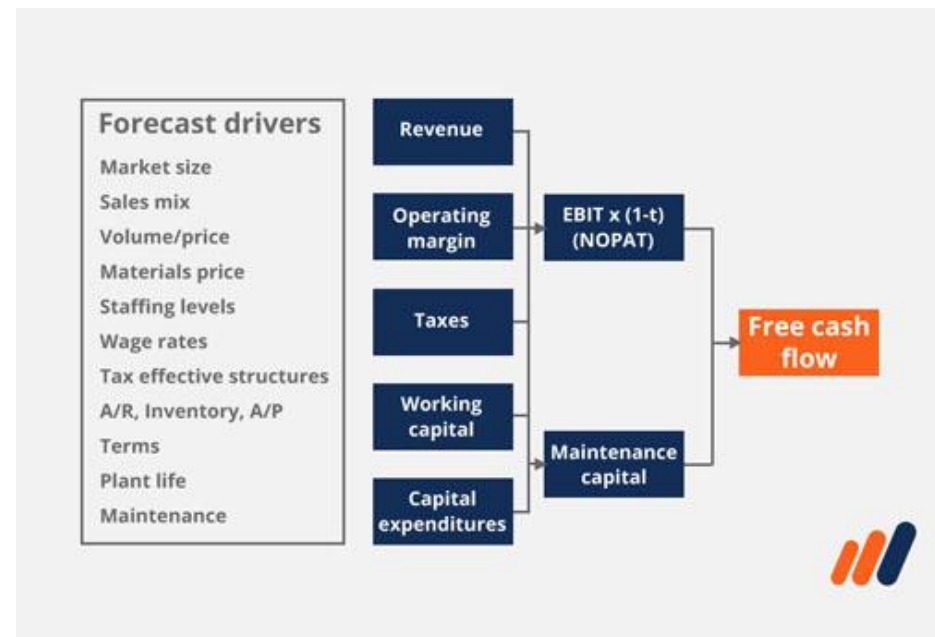 Forecast drivers
Market size
Sales mix
Volume/price
Materials price
Staffing levels
Wage rates
Tax effective structures
A/R, Inventory, A/P
Terms
Plant life
Maintenance
Revenue
Operating
margin
Taxes
Working
capital
Capital
expenditures
EBIT x (1-t)
(NOPAT)
Maintenance
capital
Free cash
flow